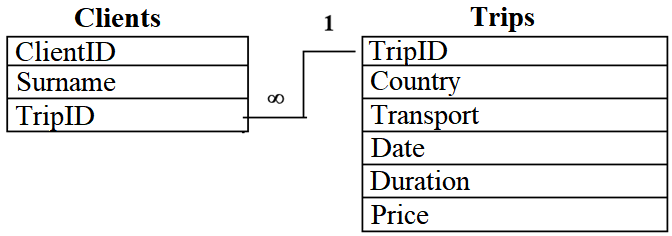 Clients
ClientID
Surname
TripID
∞
1
Trips
TripID
Country
Transport
Date
Duration
Price